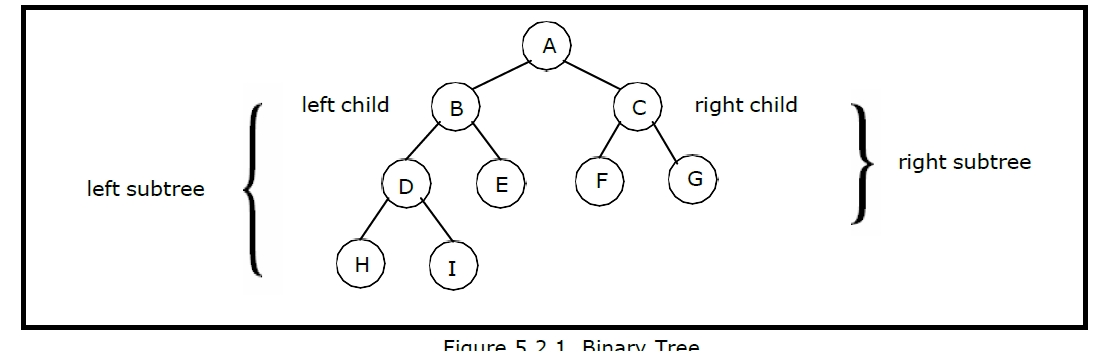 A
left child
B
C
right child
right subtree
left subtree
D
E
F
G
H
I
Figure 5.2.1. Binary Tree